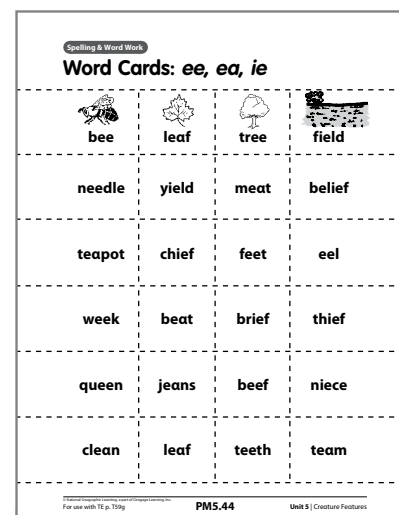 Spelling & Word Work
Word Cards: ee, ea, ie
bee leaf tree field
needle yield meat belief
teapot chief feet eel
week beat brief thief
queen jeans beef niece
clean leaf teeth team
© National Geographic Learning, a part of Cengage Learning, Inc.
For use with TE p. T59g PM5.44 Unit 5 | Creature Features